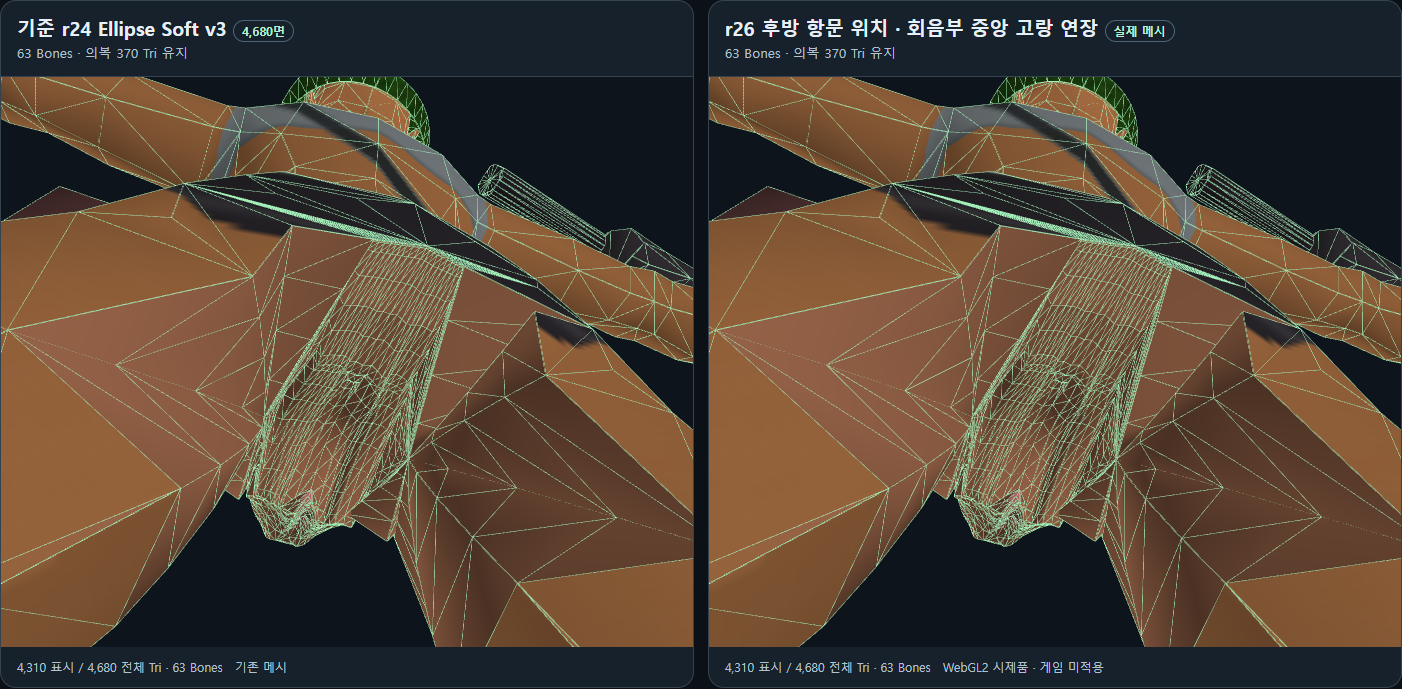 기준 r24 Ellipse Soft v3 4,680면
63 Bones · 의복 370 Tri 유지
4,310 표시 / 4,680 전체 Tri · 63 Bones 기존 메시
r26 후방 항문 위치 · 회음부 중앙 고랑 연장 실제 메시
63 Bones · 의복 370 Tri 유지
4,310 표시 / 4,680 전체 Tri · 63 Bones WebGL2 시제품 · 게임 미적용